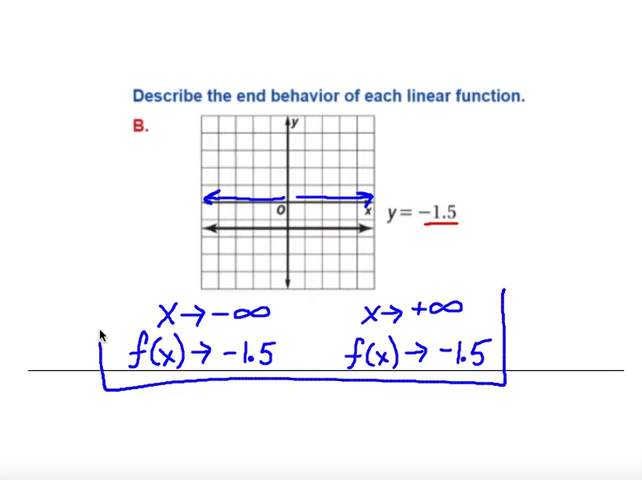 Describe the end behavior of each linear function.
B.
y
O
x
y = −1.5
x → −∞
x → +∞
f(x) → −1.5
f(x) → −1.5